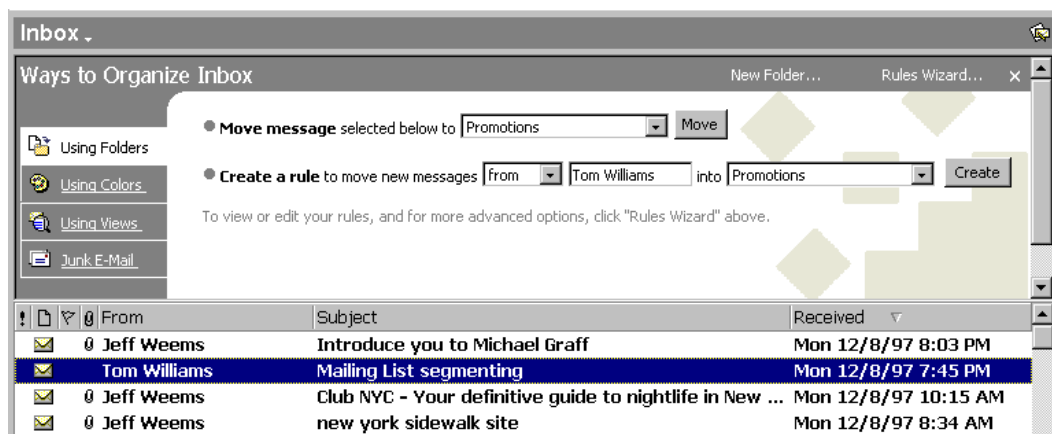 Inbox
Ways to Organize Inbox New Folder... Rules Wizard... ×
Using Folders
Using Colors
Using Views
Junk E-Mail
Move message selected below to Promotions Move
Create a rule to move new messages from Tom Williams into Promotions Create
To view or edit your rules, and for more advanced options, click "Rules Wizard" above.
! From Subject Received
Jeff Weems Introduce you to Michael Graff Mon 12/8/97 8:03 PM
Tom Williams Mailing List segmenting Mon 12/8/97 7:45 PM
Jeff Weems Club NYC - Your definitive guide to nightlife in New ... Mon 12/8/97 10:15 AM
Jeff Weems new york sidewalk site Mon 12/8/97 8:34 AM